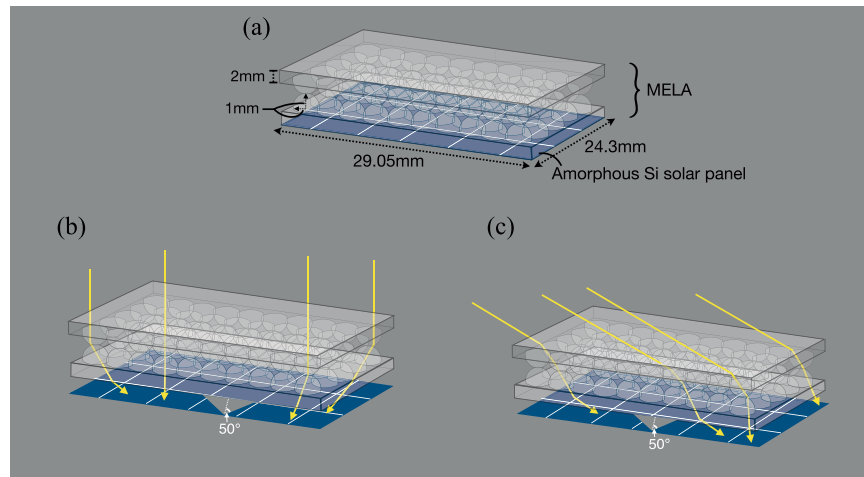 (a)
2mm
MELA
1mm
24.3mm
29.05mm
Amorphous Si solar panel
(b)
(c)
50°
50°